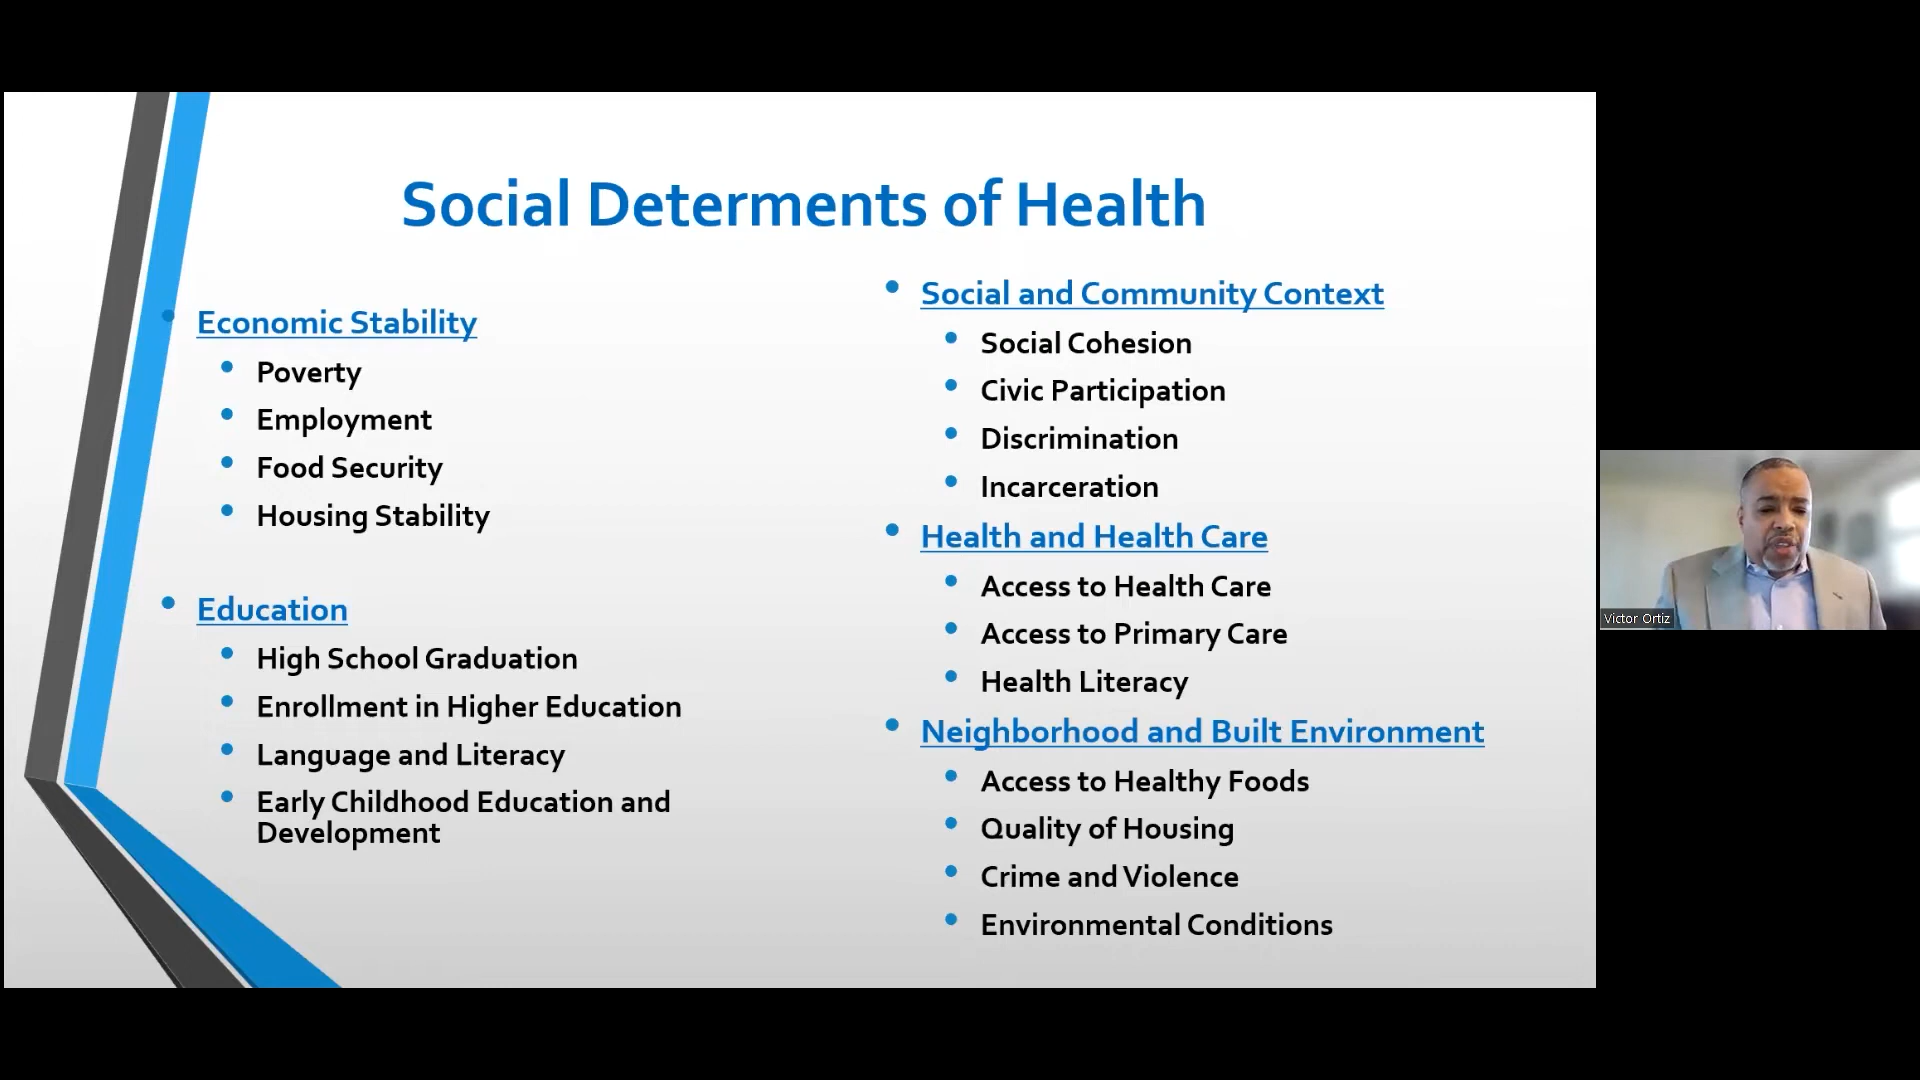 Social Determents of Health
Economic Stability
Poverty
Employment
Food Security
Housing Stability
Education
High School Graduation
Enrollment in Higher Education
Language and Literacy
Early Childhood Education and
Development
Social and Community Context
Social Cohesion
Civic Participation
Discrimination
Incarceration
Health and Health Care
Access to Health Care
Access to Primary Care
Health Literacy
Neighborhood and Built Environment
Access to Healthy Foods
Quality of Housing
Crime and Violence
Environmental Conditions
Victor Ortiz